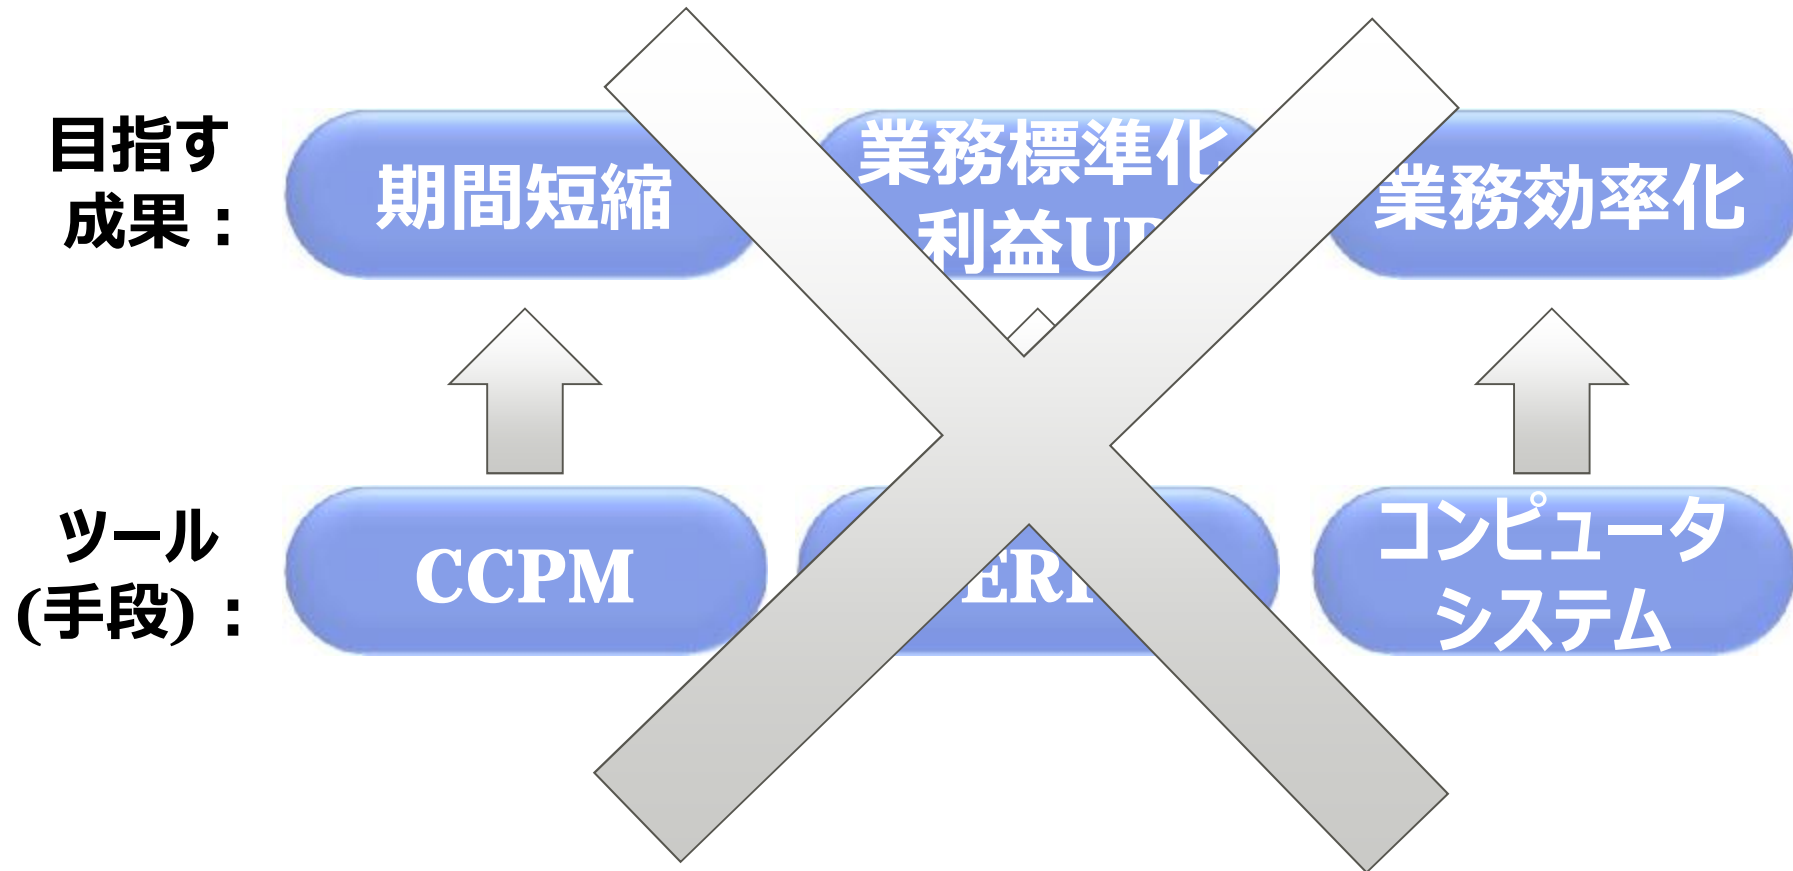 目指す
成果：
期間短縮
業務標準化
利益UP
業務効率化
ツール
(手段)：
CCPM
コンピュータ
システム